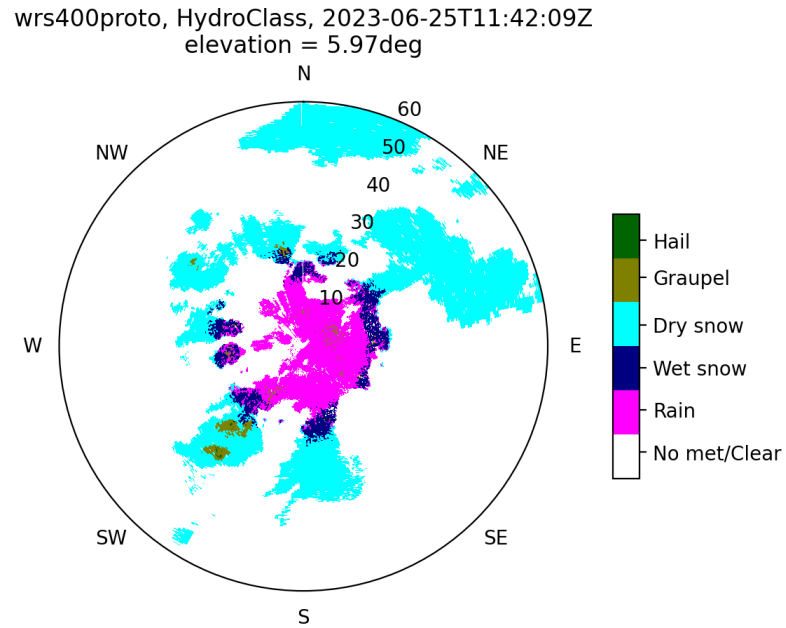 wrs400proto, HydroClass, 2023-06-25T11:42:09Z
elevation = 5.97deg
N
60
NW
50
NE
40
30
20
10
W
E
SW
SE
S
Hail
Graupel
Dry snow
Wet snow
Rain
No met/Clear